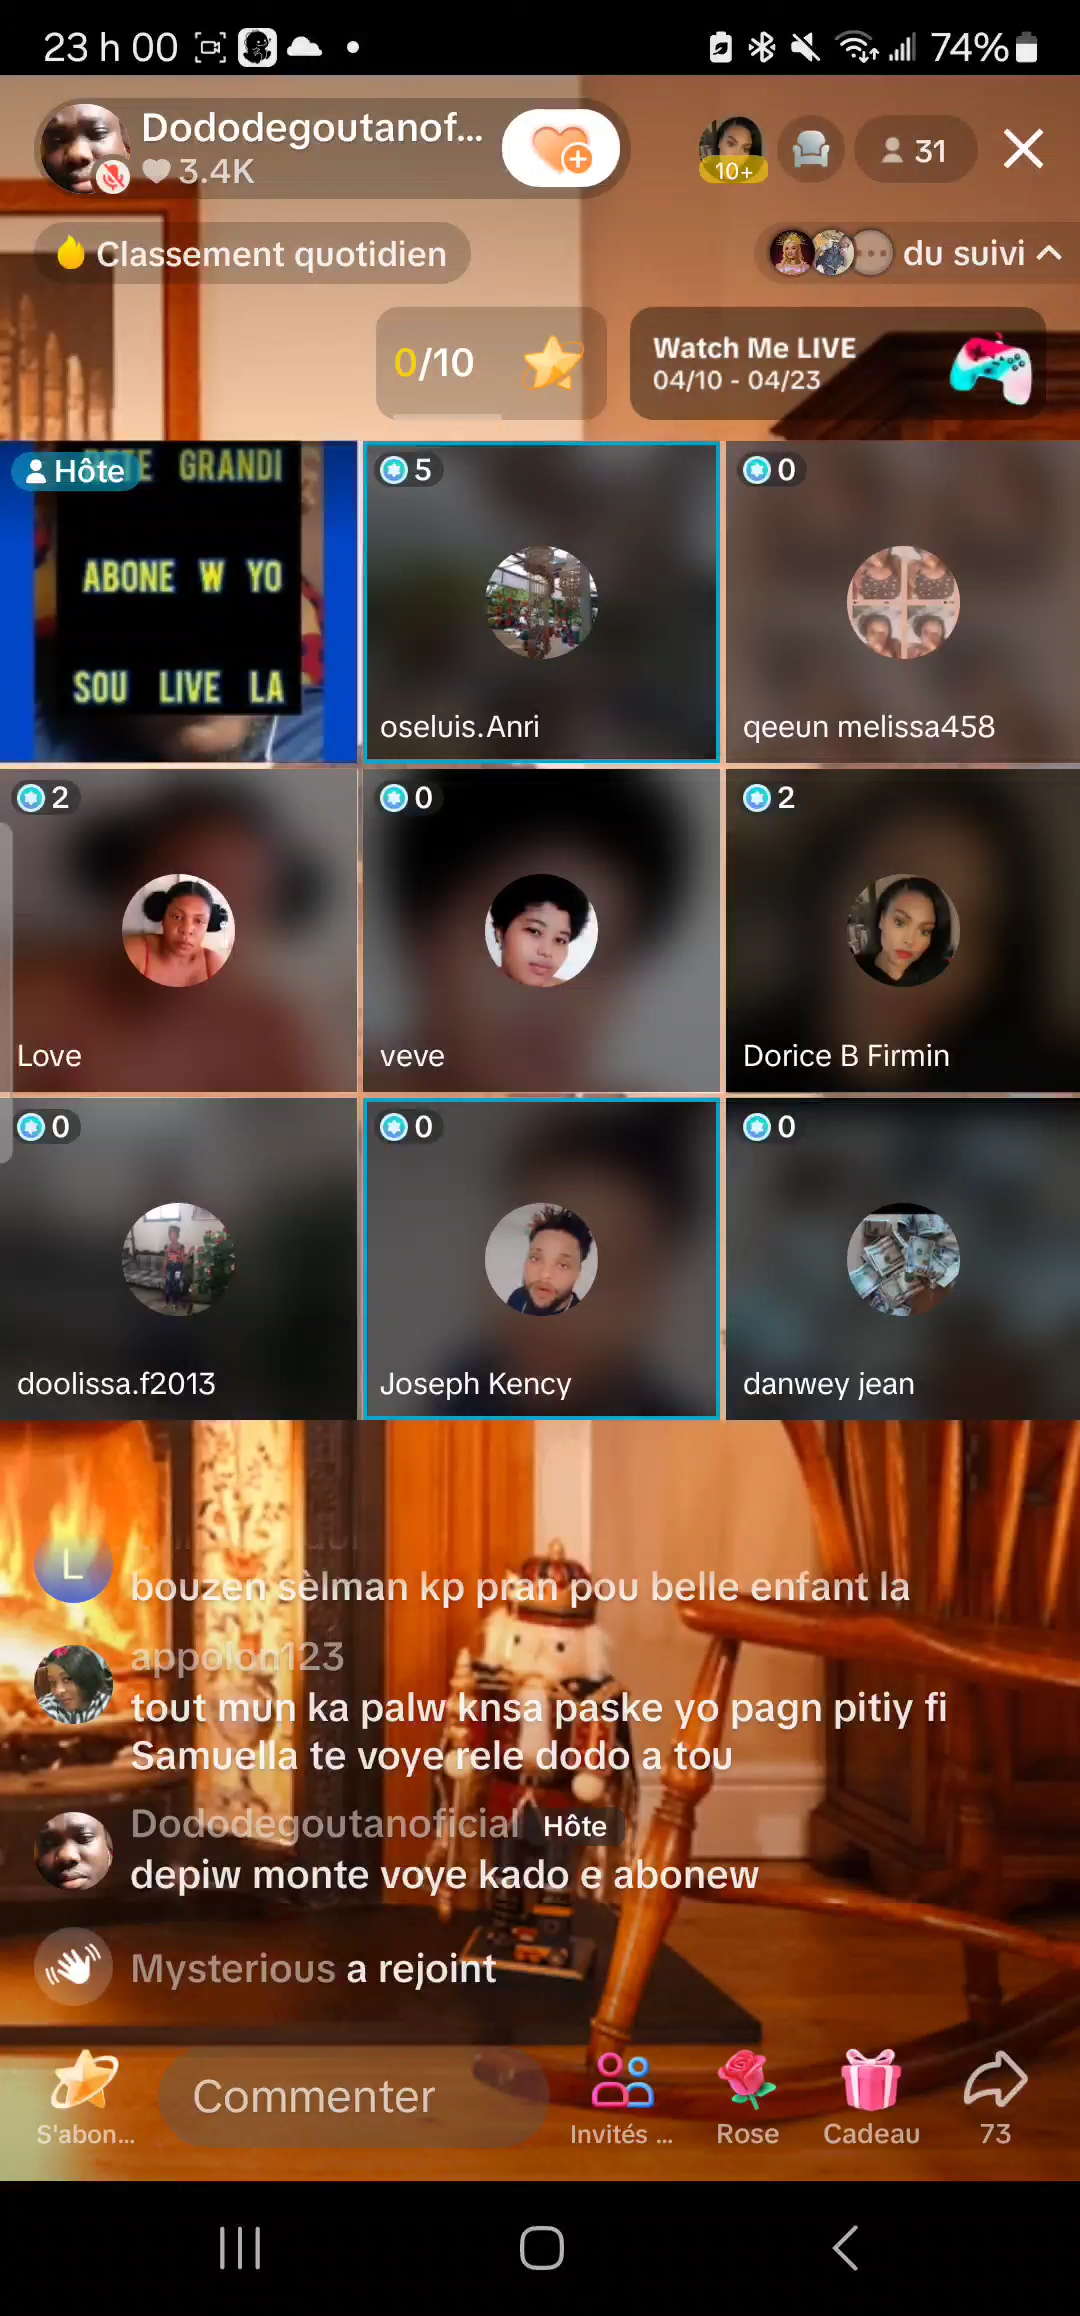 23 h 00
74%
Dododegoutanof...
3.4K
10+
31
Classement quotidien
du suivi
0/10
Watch Me LIVE
04/10 - 04/23
Hôte
GRANDI
ABONE W YO
SOU LIVE LA
5
oseluis.Anri
0
qeeun melissa458
2
Love
0
veve
2
Dorice B Firmin
0
doolissa.f2013
0
Joseph Kency
0
danwey jean
L
bouzen sèlman kp pran pou belle enfant la
appolon123
tout mun ka palw knsa paske yo pagn pitiy fi
Samuella te voye rele dodo a tou
Dododegoutanoficial Hôte
depiw monte voye kado e abonew
Mysterious a rejoint
S'abon...
Commenter
Invités ...
Rose
Cadeau
73